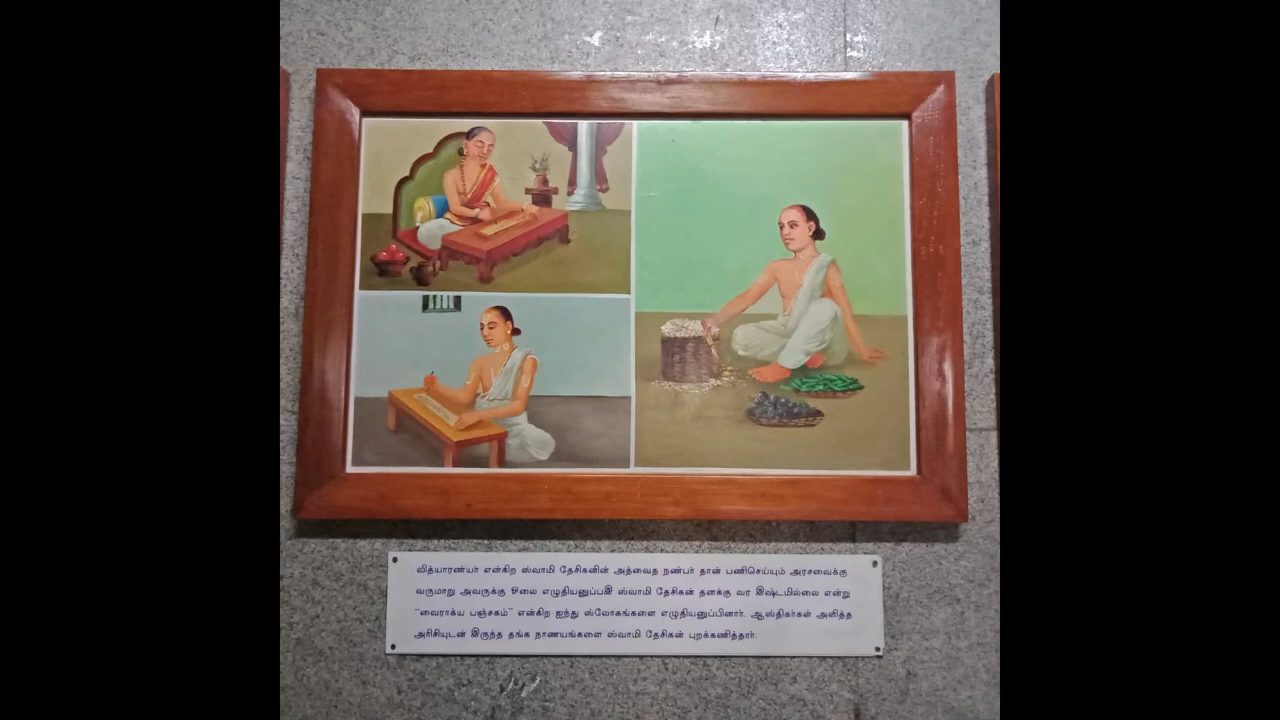 வித்யாரண்யர் என்கிற ஸ்வாமி தேசிகனின் அத்வைத நண்பர் தான் பணிசெய்யும் அரசவைக்கு
வருமாறு அவருக்கு ஓலை எழுதியனுப்பஇ ஸ்வாமி தேசிகன் தனக்கு வர இஷ்டமில்லை என்று
"வைராக்ய பஞ்சகம்" என்கிற ஐந்து ஸ்லோகங்களை எழுதியனுப்பினார். ஆஸ்திகர்கள் அளித்த
அரிசியுடன் இருந்த தங்க நாணயங்களை ஸ்வாமி தேசிகன் புறக்கணித்தார்.